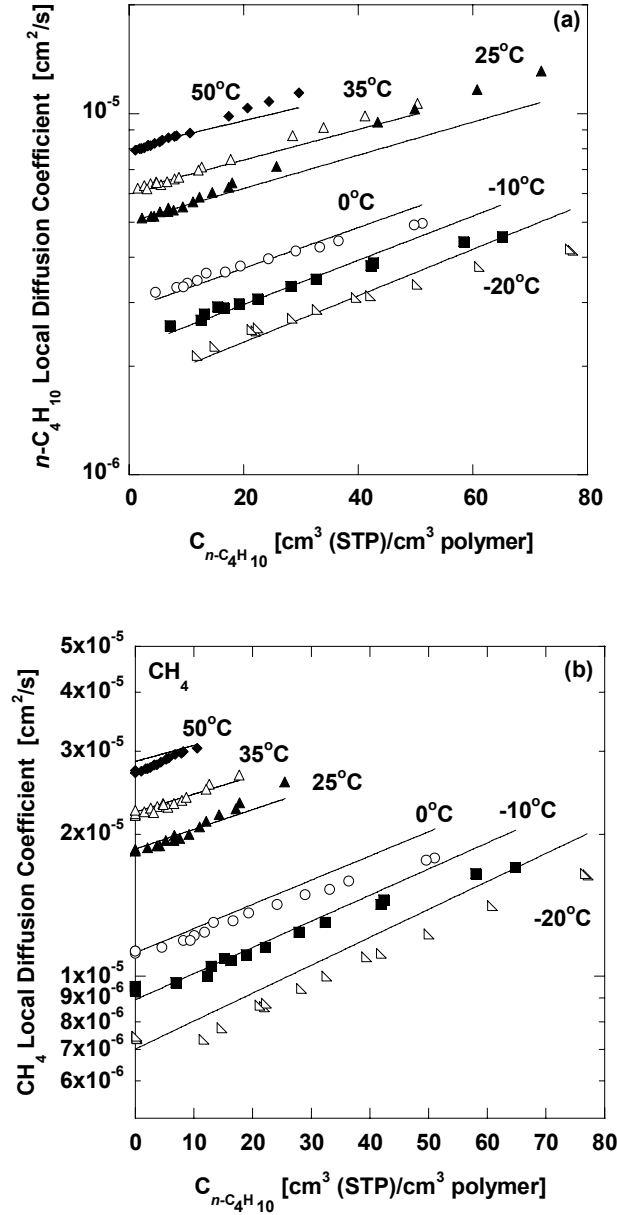 (a)
n-C₄H₁₀ Local Diffusion Coefficient [cm²/s]
10⁻⁵
10⁻⁶
50°C
35°C
25°C
0°C
-10°C
-20°C
0 20 40 60 80
C n-C₄H₁₀ [cm³ (STP)/cm³ polymer]
(b)
CH₄
CH₄ Local Diffusion Coefficient [cm²/s]
5x10⁻⁵
4x10⁻⁵
3x10⁻⁵
2x10⁻⁵
1x10⁻⁵
9x10⁻⁶
8x10⁻⁶
7x10⁻⁶
6x10⁻⁶
50°C
35°C
25°C
0°C
-10°C
-20°C
0 10 20 30 40 50 60 70 80
C n-C₄H₁₀ [cm³ (STP)/cm³ polymer]